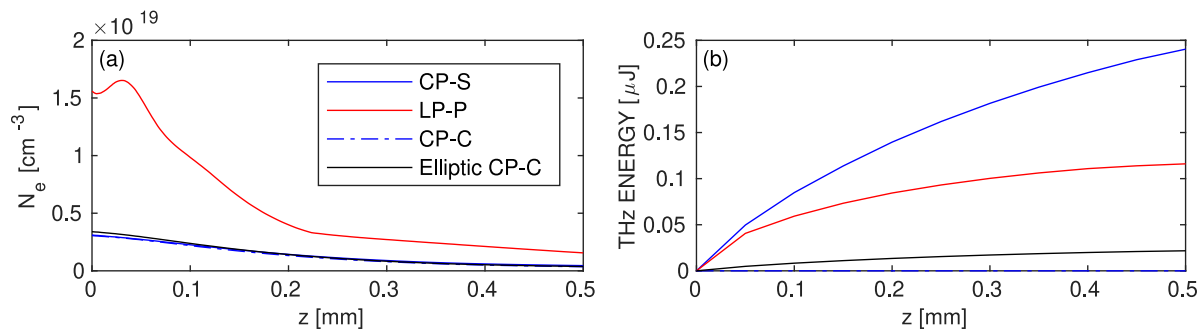 × 10 19
2
1.5
1
0.5
0
(a)
N e [cm -3]
CP-S
LP-P
CP-C
Elliptic CP-C
0 0.1 0.2 0.3 0.4 0.5
z [mm]
0.25
0.2
0.15
0.1
0.05
0
(b)
THz ENERGY [μJ]
0 0.1 0.2 0.3 0.4 0.5
z [mm]